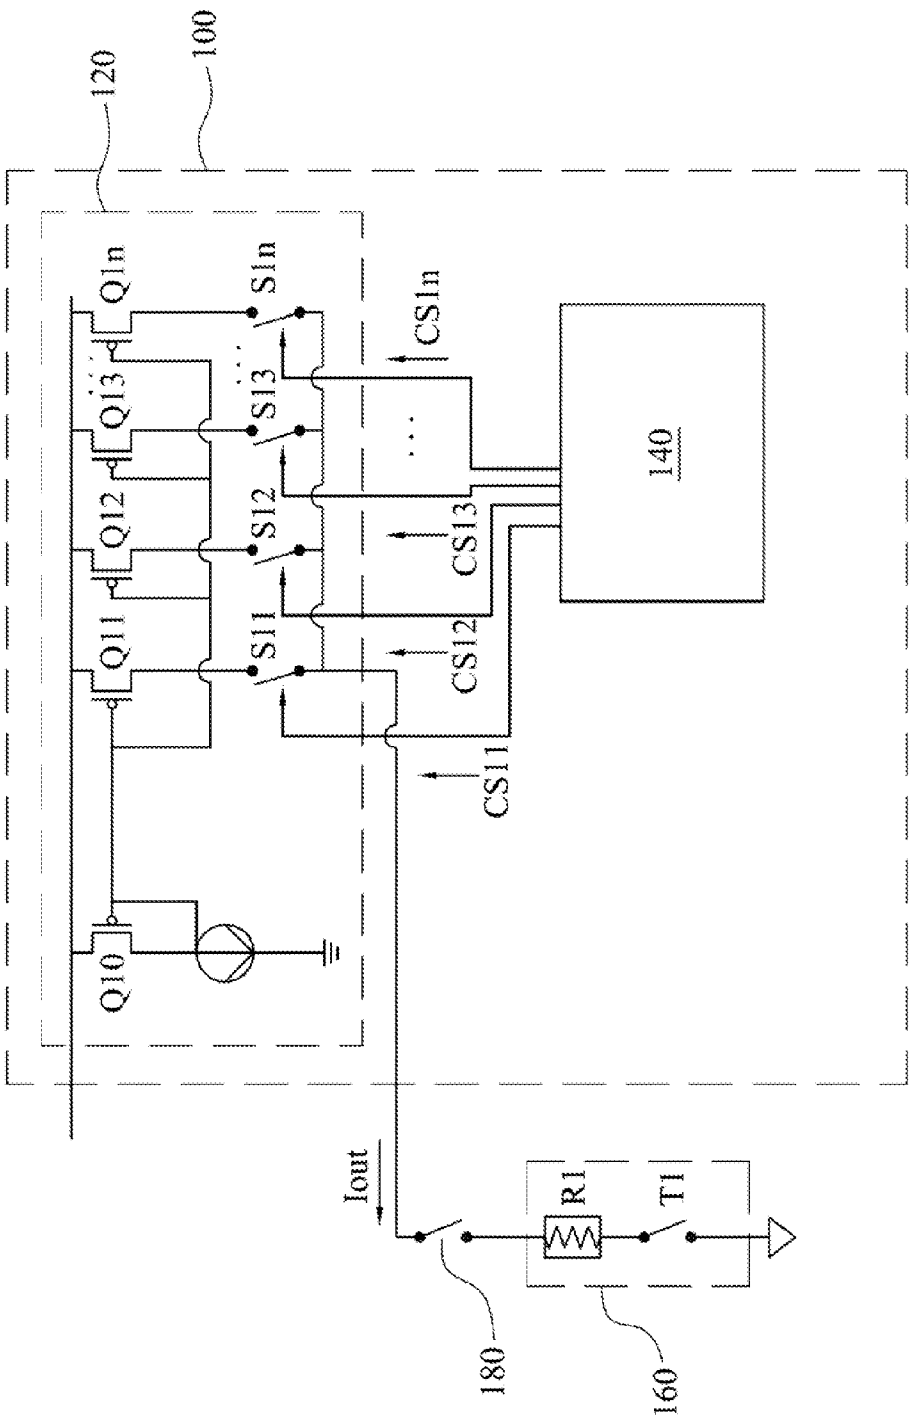 100
120
Q10
Q11
Q12
Q13
....
Q1n
S11
S12
S13
....
S1n
CS11
CS12
CS13
...
CS1n
140
Iout
180
R1
T1
160